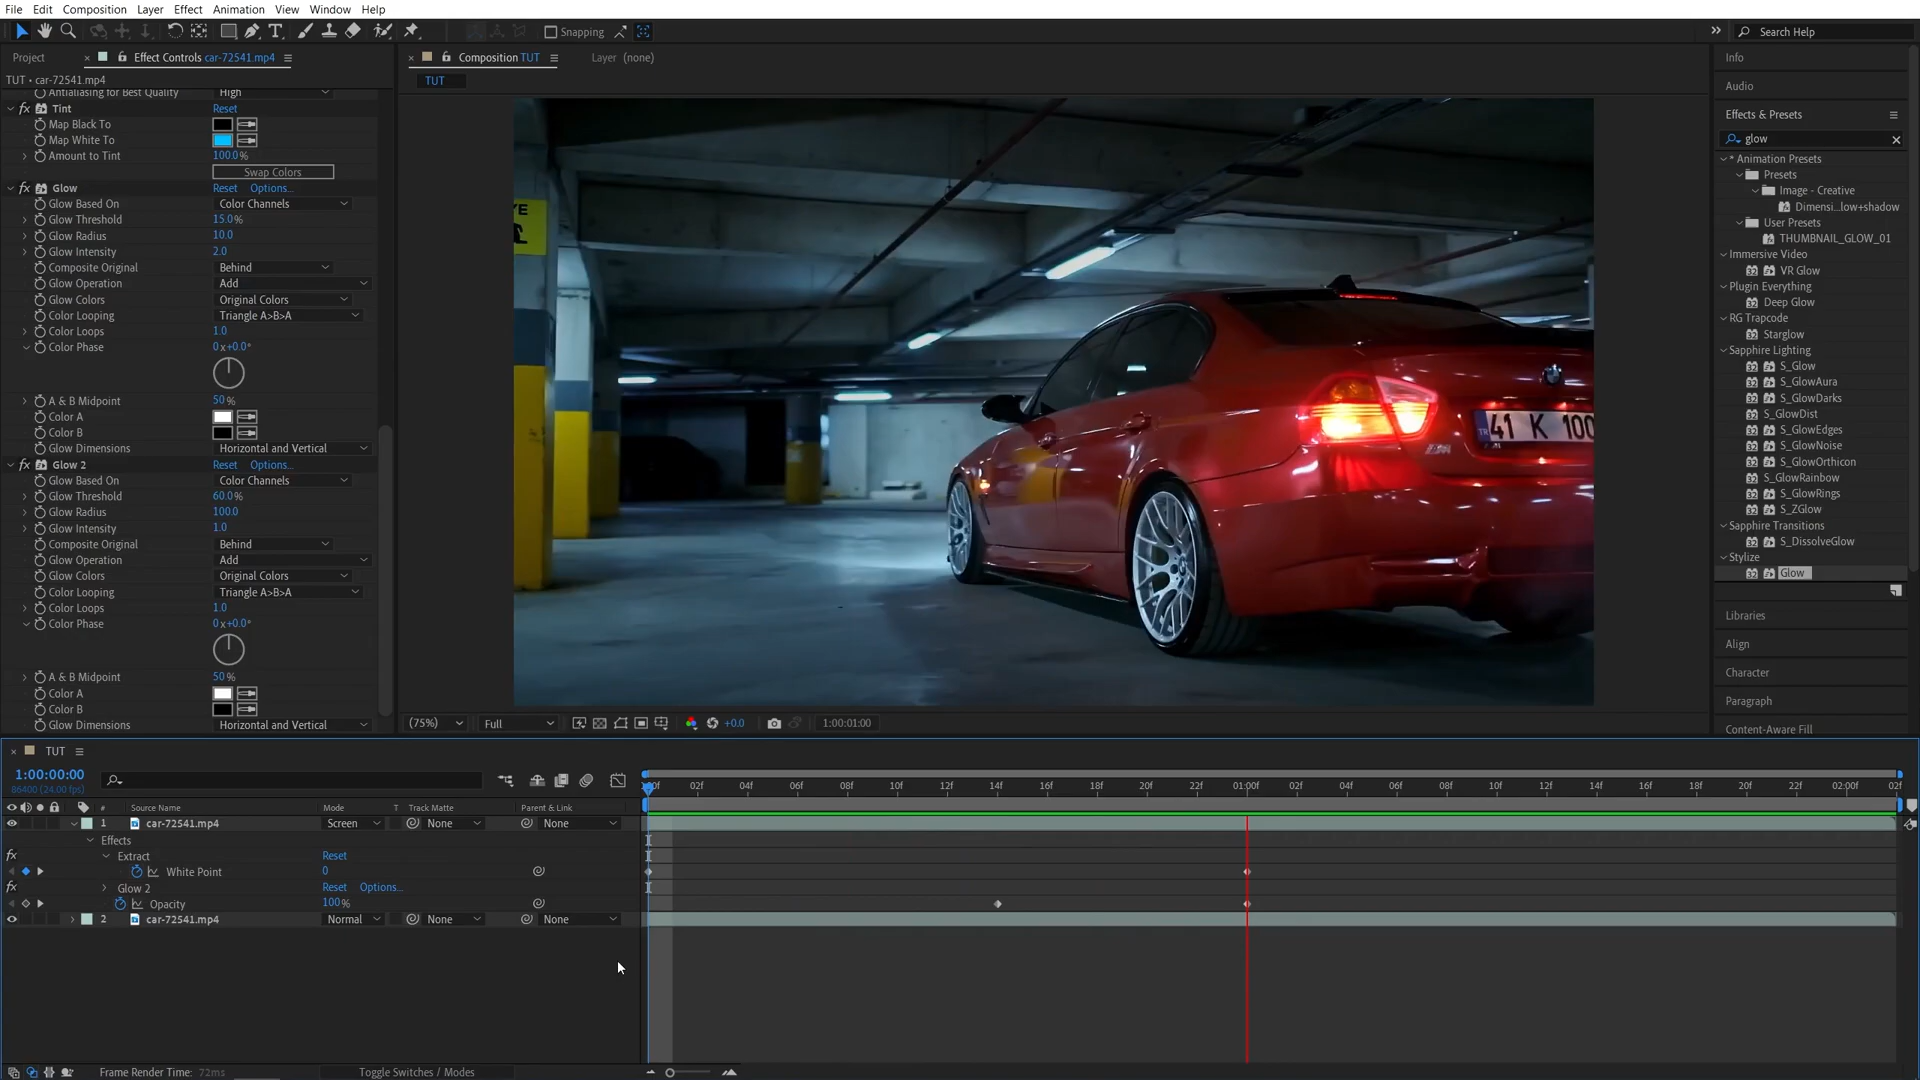 File Edit Composition Layer Effect Animation View Window Help
Snapping
Search Help
Project
Effect Controls car-72541.mp4
Composition TUT
Layer (none)
TUT • car-72541.mp4
TUT
Antialiasing for Best Quality High
fx Tint Reset
Map Black To
Map White To
Amount to Tint 100.0%
Swap Colors
fx Glow Reset Options...
Glow Based On Color Channels
Glow Threshold 15.0%
Glow Radius 10.0
Glow Intensity 2.0
Composite Original Behind
Glow Operation Add
Glow Colors Original Colors
Color Looping Triangle A>B>A
Color Loops 1.0
Color Phase 0x+0.0°
A & B Midpoint 50%
Color A
Color B
Glow Dimensions Horizontal and Vertical
fx Glow 2 Reset Options...
Glow Based On Color Channels
Glow Threshold 60.0%
Glow Radius 100.0
Glow Intensity 1.0
Composite Original Behind
Glow Operation Add
Glow Colors Original Colors
Color Looping Triangle A>B>A
Color Loops 1.0
Color Phase 0x+0.0°
A & B Midpoint 50%
Color A
Color B
Glow Dimensions Horizontal and Vertical
YE
TR 41 K 100
(75%) Full +0.0 1:00:01:00
Info
Audio
Effects & Presets
glow
* Animation Presets
Presets
Image - Creative
Dimensi...low+shadow
User Presets
THUMBNAIL_GLOW_01
Immersive Video
VR Glow
Plugin Everything
Deep Glow
RG Trapcode
Starglow
Sapphire Lighting
S_Glow
S_GlowAura
S_GlowDarks
S_GlowDist
S_GlowEdges
S_GlowNoise
S_GlowOrthicon
S_GlowRainbow
S_GlowRings
S_ZGlow
Sapphire Transitions
S_DissolveGlow
Stylize
Glow
Libraries
Align
Character
Paragraph
Content-Aware Fill
TUT
1:00:00:00
86400 (24.00 fps)
02f 04f 06f 08f 10f 12f 14f 16f 18f 20f 22f 01:00f 02f 04f 06f 08f 10f 12f 14f 16f 18f 20f 22f 02:00f 02f
# Source Name Mode T Track Matte Parent & Link
1 car-72541.mp4 Screen None None
Effects
fx Extract Reset
White Point 0
fx Glow 2 Reset Options...
Opacity 100%
2 car-72541.mp4 Normal None None
Frame Render Time: 72ms
Toggle Switches / Modes